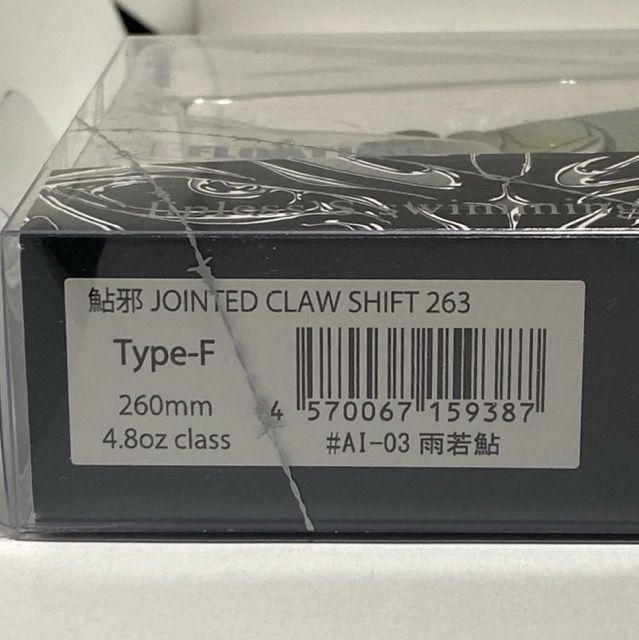 swimming
鮎邪 JOINTED CLAW SHIFT 263
Type-F
260mm
4.8oz class
4 570067 159387
#AI-03 雨若鮎